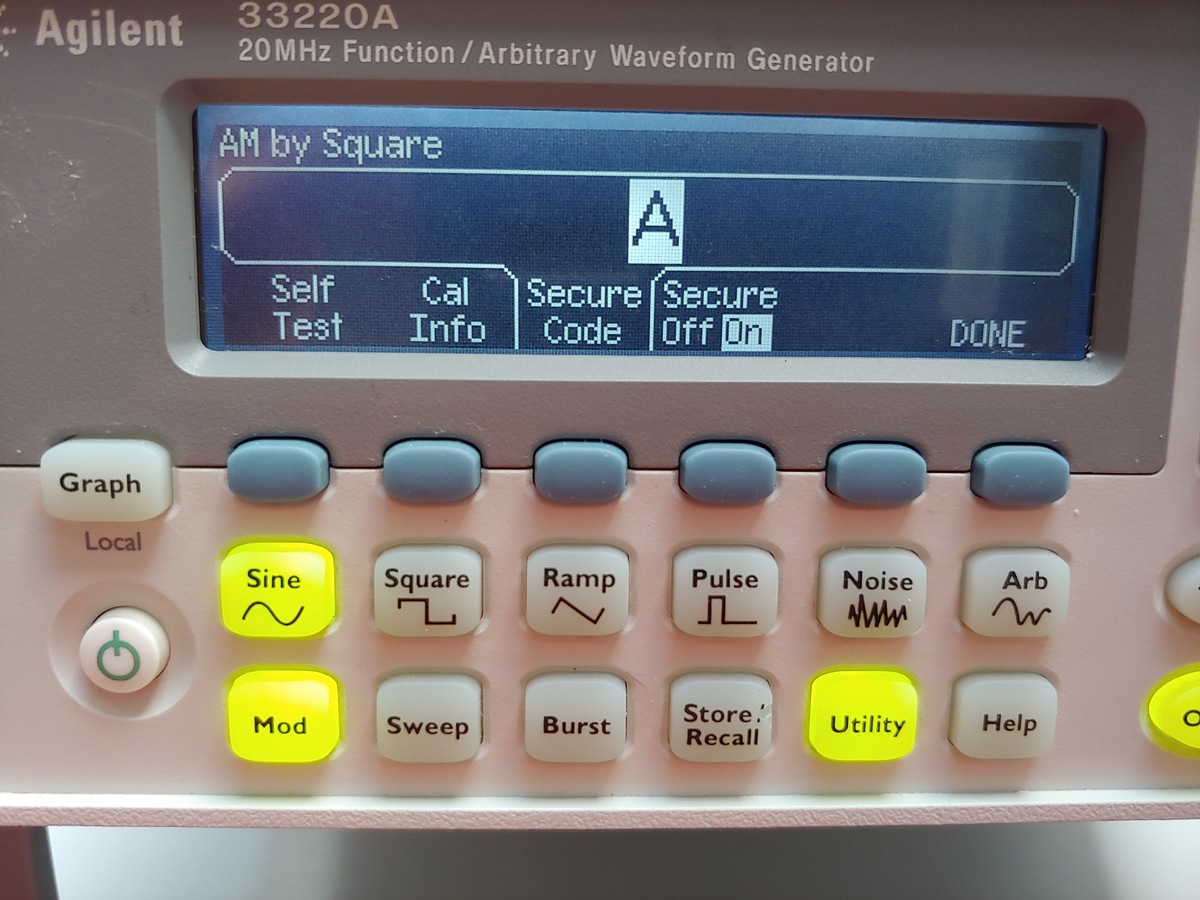 Agilent
33220A
20MHz Function / Arbitrary Waveform Generator
AM by Square
A
Self Test
Cal Info
Secure Code
Secure Off On
DONE
Graph
Local
Sine
Square
Ramp
Pulse
Noise
Arb
Mod
Sweep
Burst
Store/
Recall
Utility
Help